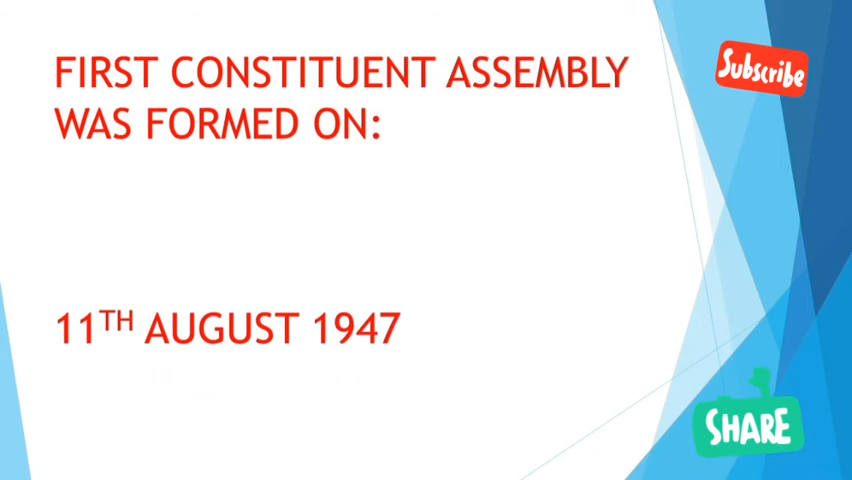 FIRST CONSTITUENT ASSEMBLY
Subscribe
WAS FORMED ON:
11TH AUGUST 1947
SHARE